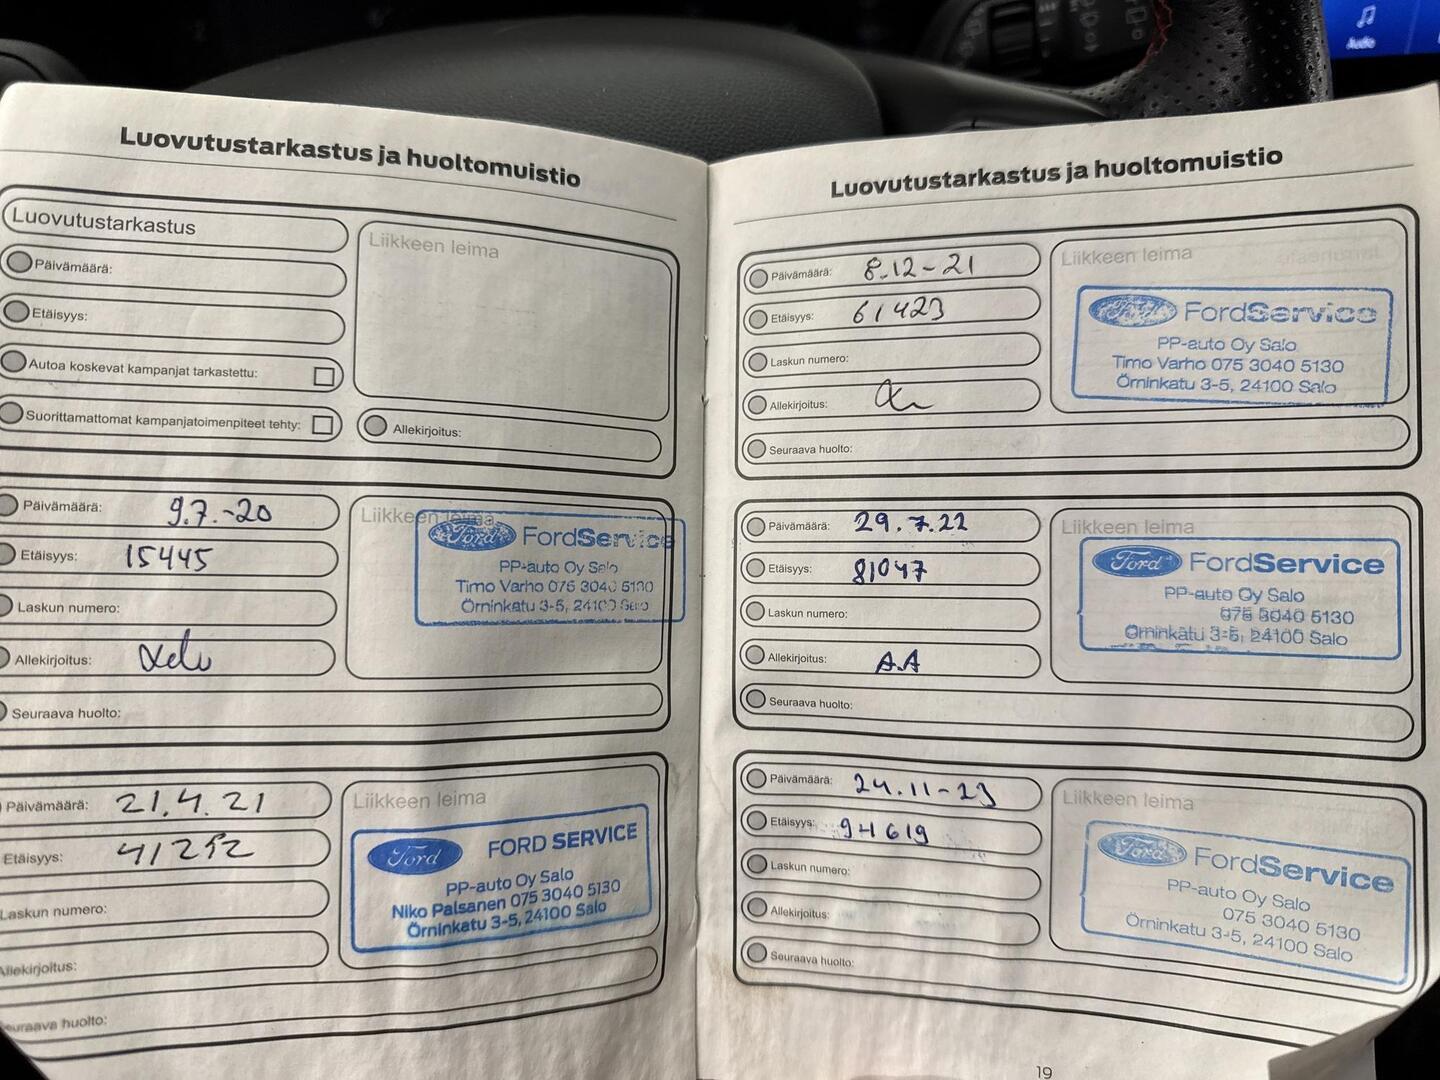 Luovutustarkastus ja huoltomuistio
Luovutustarkastus
Liikkeen leima
Päivämäärä:
Etäisyys:
Autoa koskevat kampanjat tarkastettu:
Suorittamattomat kampanjatoimenpiteet tehty:
Allekirjoitus:
Päivämäärä: 9.7.-20
Etäisyys: 15445
Laskun numero:
Allekirjoitus:
Seuraava huolto:
Liikkeen leima
Ford FordService
PP-auto Oy Salo
Timo Varho 075 3040 5130
Örninkatu 3-5, 24100 Salo
Päivämäärä: 21.4.21
Etäisyys: 41252
Laskun numero:
Allekirjoitus:
Seuraava huolto:
Liikkeen leima
Ford FORD SERVICE
PP-auto Oy Salo
Niko Palsanen 075 3040 5130
Örninkatu 3-5, 24100 Salo
Luovutustarkastus ja huoltomuistio
Päivämäärä: 8.12-21
Etäisyys: 61423
Laskun numero:
Allekirjoitus:
Seuraava huolto:
Liikkeen leima
Ford FordService
PP-auto Oy Salo
Timo Varho 075 3040 5130
Örninkatu 3-5, 24100 Salo
Päivämäärä: 29.7.22
Etäisyys: 81047
Laskun numero:
Allekirjoitus: A.A
Seuraava huolto:
Liikkeen leima
Ford FordService
PP-auto Oy Salo
075 3040 5130
Örninkatu 3-5, 24100 Salo
Päivämäärä: 24.11-23
Etäisyys: 94619
Laskun numero:
Allekirjoitus:
Seuraava huolto:
Liikkeen leima
Ford FordService
PP-auto Oy Salo
075 3040 5130
Örninkatu 3-5, 24100 Salo
19
Audio